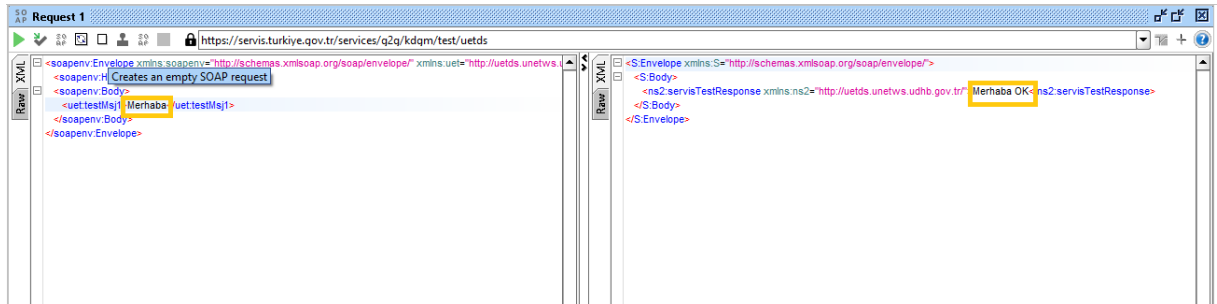 SO AP Request 1
https://servis.turkiye.gov.tr/services/g2g/kdgm/test/uetds
XML
Raw
<soapenv:Envelope xmlns:soapenv="http://schemas.xmlsoap.org/soap/envelope/" xmlns:uet="http://uetds.unetws.u
<soapenv:H
Creates an empty SOAP request
<soapenv:Body>
<uet:testMsj1>Merhaba</uet:testMsj1>
</soapenv:Body>
</soapenv:Envelope>
XML
Raw
<S:Envelope xmlns:S="http://schemas.xmlsoap.org/soap/envelope/">
<S:Body>
<ns2:servisTestResponse xmlns:ns2="http://uetds.unetws.udhb.gov.tr/">Merhaba OK</ns2:servisTestResponse>
</S:Body>
</S:Envelope>